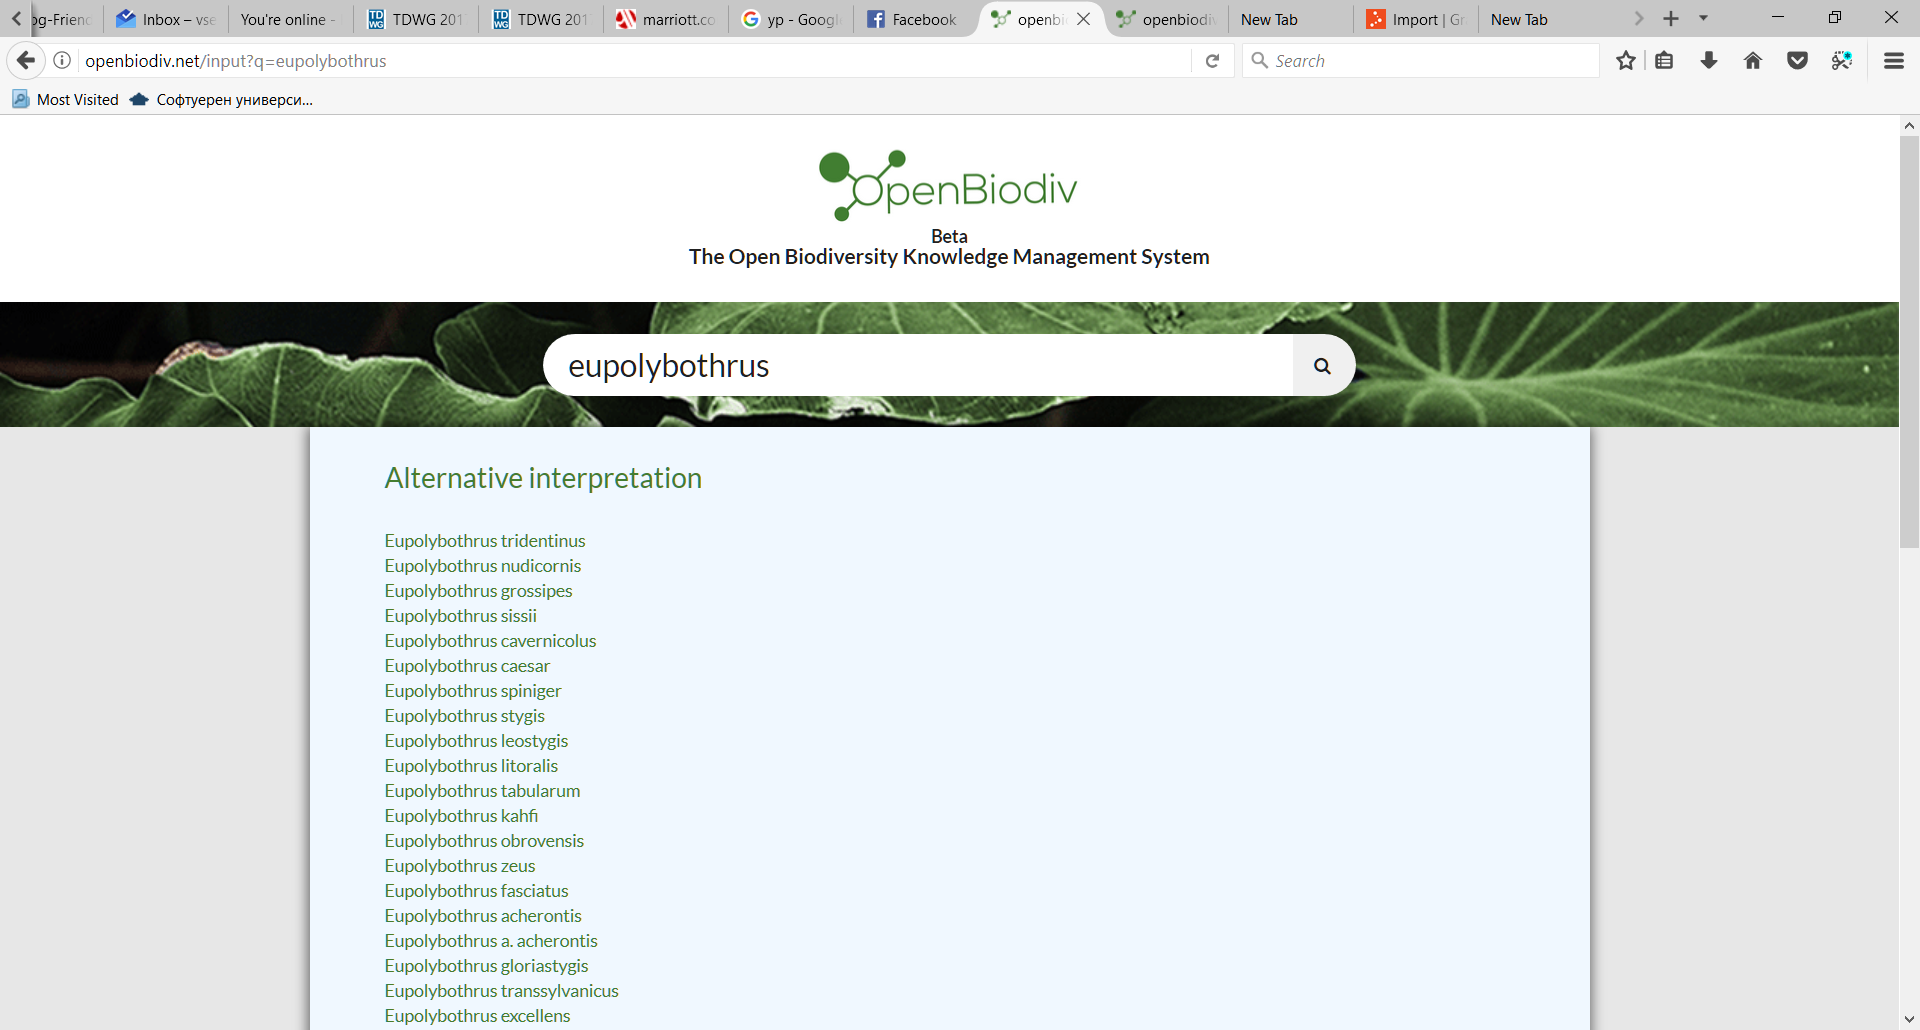 og-Frienc
Inbox – vse
You're online -
TDWG 201
TDWG 201
marriott.co
yp - Google
Facebook
openbi
openbiodiv
New Tab
Import | Gr
New Tab
openbiodiv.net/input?q=eupolybothrus
Search
Most Visited
Софтуерен универси...
OpenBiodiv
Beta
The Open Biodiversity Knowledge Management System
eupolybothrus
Alternative interpretation
Eupolybothrus tridentinus
Eupolybothrus nudicornis
Eupolybothrus grossipes
Eupolybothrus sissii
Eupolybothrus cavernicolus
Eupolybothrus caesar
Eupolybothrus spiniger
Eupolybothrus stygis
Eupolybothrus leostygis
Eupolybothrus litoralis
Eupolybothrus tabularum
Eupolybothrus kahfi
Eupolybothrus obrovensis
Eupolybothrus zeus
Eupolybothrus fasciatus
Eupolybothrus acherontis
Eupolybothrus a. acherontis
Eupolybothrus gloriastygis
Eupolybothrus transsylvanicus
Eupolybothrus excellens